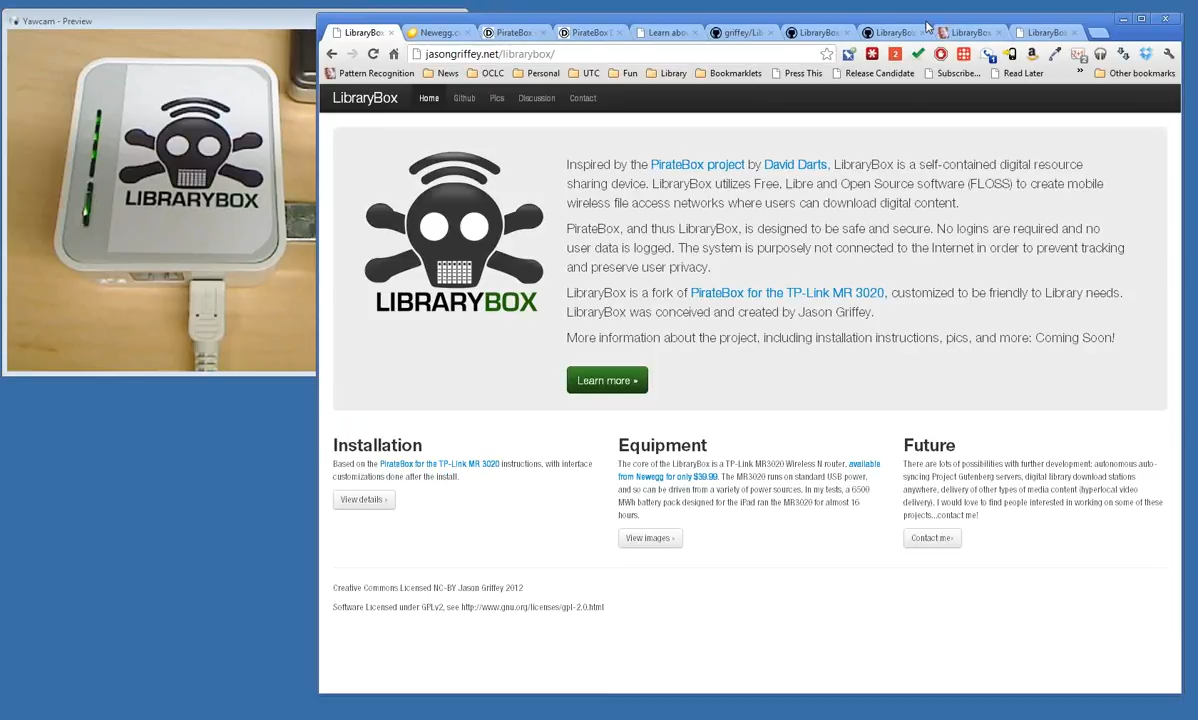 Yawcam - Preview
LIBRARYBOX
LibraryBox
Newegg.c
PirateBox
PirateBox D
Learn abou
griffey/Lib
LibraryBox
LibraryBox
LibraryBox
LibraryBox
jasongriffey.net/librarybox/
Pattern Recognition News OCLC Personal UTC Fun Library Bookmarklets Press This Release Candidate Subscribe... Read Later » Other bookmarks
LibraryBox Home Github Pics Discussion Contact
LIBRARYBOX
Inspired by the PirateBox project by David Darts, LibraryBox is a self-contained digital resource
sharing device. LibraryBox utilizes Free. Libre and Open Source software (FLOSS) to create mobile
wireless file access networks where users can download digital content.
PirateBox, and thus LibraryBox, is designed to be safe and secure. No logins are required and no
user data is logged. The system is purposely not connected to the Internet in order to prevent tracking
and preserve user privacy.
LibraryBox is a fork of PirateBox for the TP-Link MR 3020, customized to be friendly to Library needs.
LibraryBox was conceived and created by Jason Griffey.
More information about the project, including installation instructions, pics, and more: Coming Soon!
Learn more »
Installation
Based on the PirateBox for the TP-Link MR 3020 instructions, with interface
customizations done after the install.
View details »
Equipment
The core of the LibraryBox is a TP-Link MR3020 Wireless N router, available
from Newegg for only $39.99. The MR3020 runs on standard USB power,
and so can be driven from a variety of power sources. In my tests, a 6500
MWh battery pack designed for the iPad ran the MR3020 for almost 16
hours.
View images »
Future
There are lots of possibilities with further development: autonomous auto-
syncing Project Gutenberg servers, digital library download stations
anywhere, delivery of other types of media content (hyperlocal video
delivery). I would love to find people interested in working on some of these
projects...contact me!
Contact me»
Creative Commons Licensed NC-BY Jason Griffey 2012
Software Licensed under GPLv2, see http://www.gnu.org/licenses/gpl-2.0.html